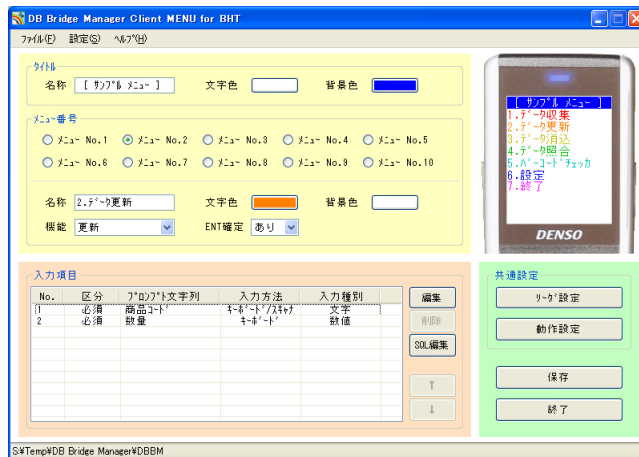 DB Bridge Manager Client MENU for BHT
ﾌｧｲﾙ(F) 設定(S) ﾍﾙﾌﾟ(H)
ﾀｲﾄﾙ
名称 [ ｻﾝﾌﾟﾙ ﾒﾆｭｰ ] 文字色 背景色
ﾒﾆｭｰ番号
ﾒﾆｭｰ No.1 ﾒﾆｭｰ No.2 ﾒﾆｭｰ No.3 ﾒﾆｭｰ No.4 ﾒﾆｭｰ No.5
ﾒﾆｭｰ No.6 ﾒﾆｭｰ No.7 ﾒﾆｭｰ No.8 ﾒﾆｭｰ No.9 ﾒﾆｭｰ No.10
名称 2.ﾃﾞｰﾀ更新 文字色 背景色
機能 更新 ENT確定 あり
[ ｻﾝﾌﾟﾙ ﾒﾆｭｰ ]
1.ﾃﾞｰﾀ収集
2.ﾃﾞｰﾀ更新
3.ﾃﾞｰﾀ消込
4.ﾃﾞｰﾀ照合
5.ﾊﾞｰｺｰﾄﾞﾁｪｯｶ
6.設定
7.終了
DENSO
入力項目
No. 区分 ﾌﾟﾛﾝﾌﾟﾄ文字列 入力方法 入力種別
1 必須 商品ｺｰﾄﾞ ｷｰﾎﾞｰﾄﾞ/ｽｷｬﾅ 文字
2 必須 数量 ｷｰﾎﾞｰﾄﾞ 数値
編集
削除
SQL編集
↑
↓
共通設定
ﾘｰﾀﾞ設定
動作設定
保存
終了
S:¥Temp¥DB Bridge Manager¥DBBM